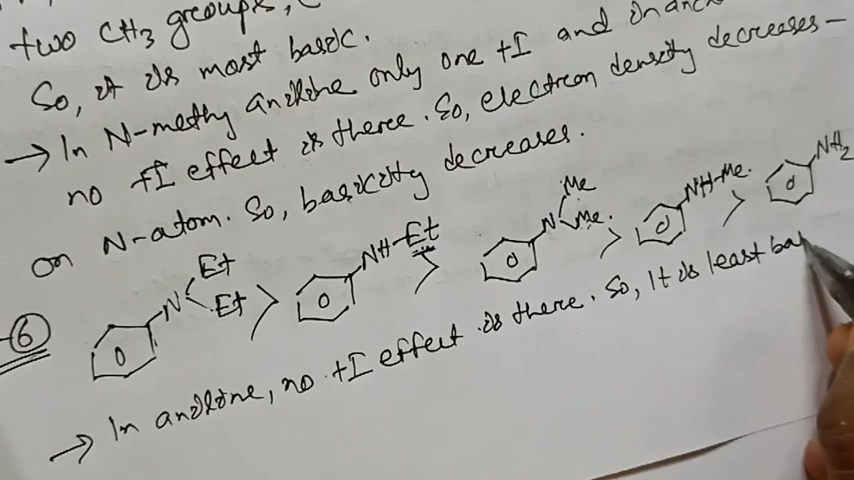 two CH3 groups,
So, it is most basic.
→ In N-methy aniline only one +I and in
no +I effect is there. So, electron density decreases –
on N-atom. So, basicity decreases.
6 N Et Et > NH-Et > N Me Me. > NH-Me. > NH2
→ In aniline, no +I effect is there. So, It is least ba